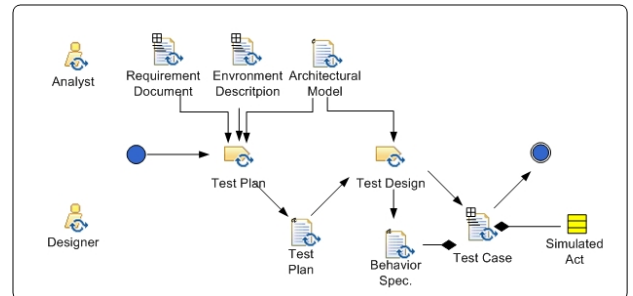 Analyst
Requirement
Document
Envronment
Descritpion
Architectural
Model
Test Plan
Test Design
Designer
Test
Plan
Behavior
Spec.
Test Case
Simulated
Act